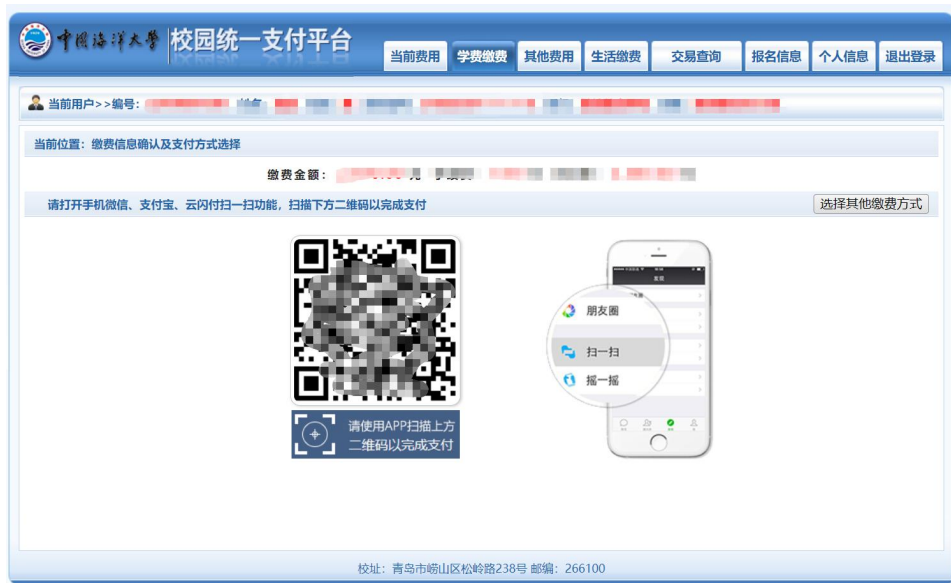 中国海洋大学 校园统一支付平台
当前费用 学费缴费 其他费用 生活缴费 交易查询 报名信息 个人信息 退出登录
当前用户>>编号:
当前位置: 缴费信息确认及支付方式选择
缴费金额:
请打开手机微信、支付宝、云闪付扫一扫功能, 扫描下方二维码以完成支付 选择其他缴费方式
发现
朋友圈
扫一扫
摇一摇
请使用APP扫描上方
二维码以完成支付
校址: 青岛市崂山区松岭路238号 邮编: 266100